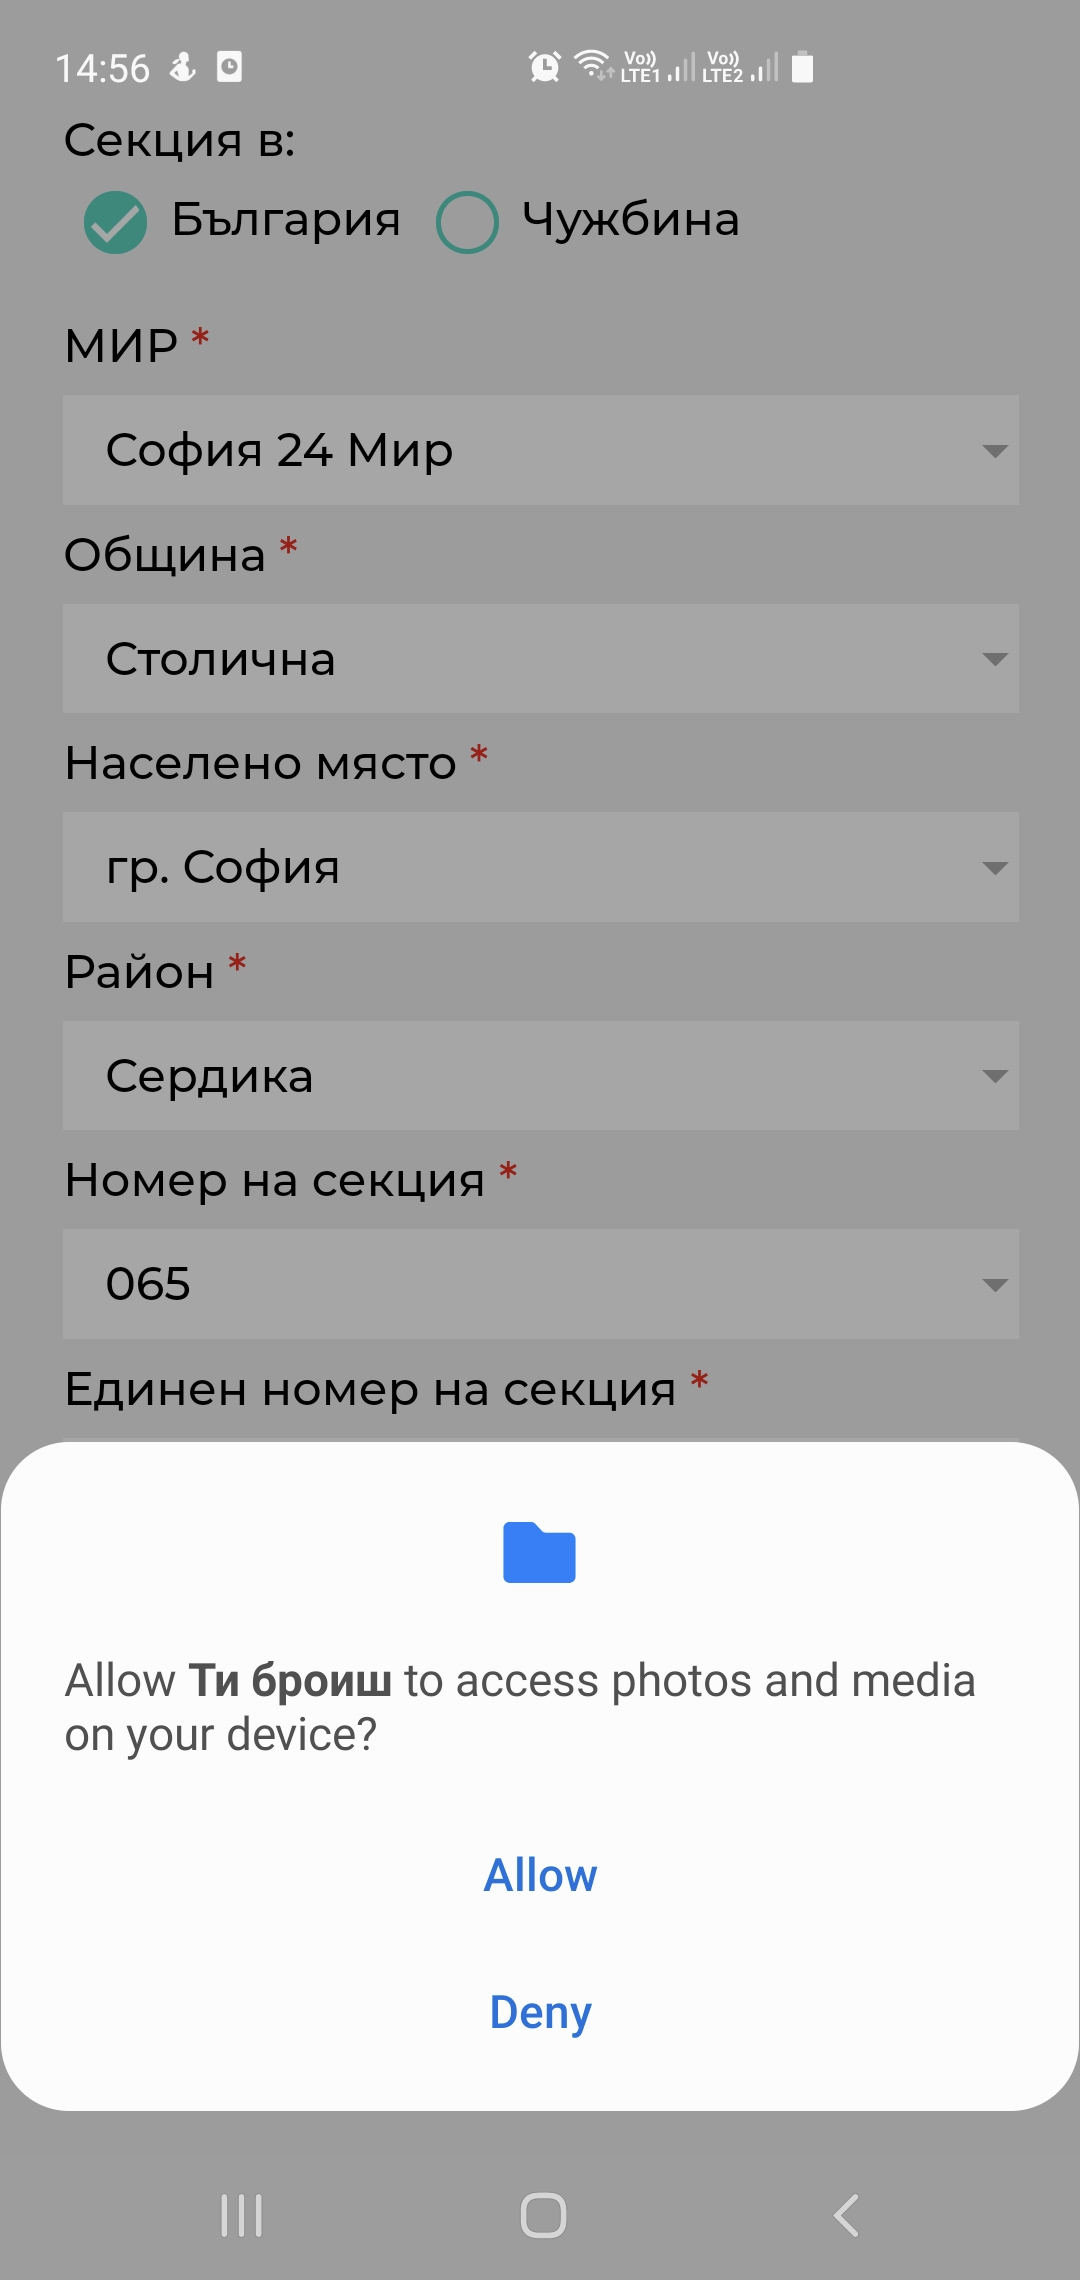 14:56 Vo)) LTE1 Vo)) LTE2
Секция в:
България Чужбина
МИР *
София 24 Мир
Община *
Столична
Населено място *
гр. София
Район *
Сердика
Номер на секция *
065
Единен номер на секция *
Allow Ти броиш to access photos and media
on your device?
Allow
Deny